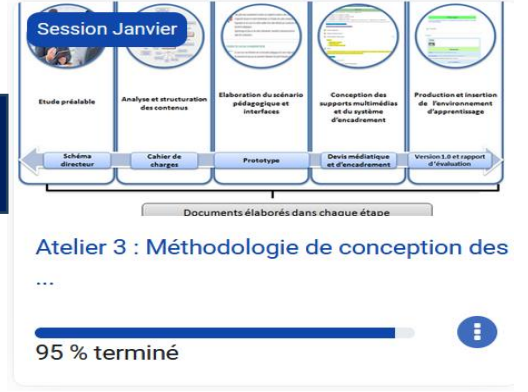 Session Janvier
Etude préalable
Analyse et structuration
des contenus
Elaboration du scénario
pédagogique et
interfaces
Conception des
supports multimédias
et du système
d'encadrement
Production et insertion
de l'environnement
d'apprentissage
Schéma
directeur
Cahier de
charges
Prototype
Devis médiatique
et d'encadrement
Version1.0 et rapport
d'évaluation
Documents élaborés dans chaque étape
Atelier 3 : Méthodologie de conception des
...
95 % terminé